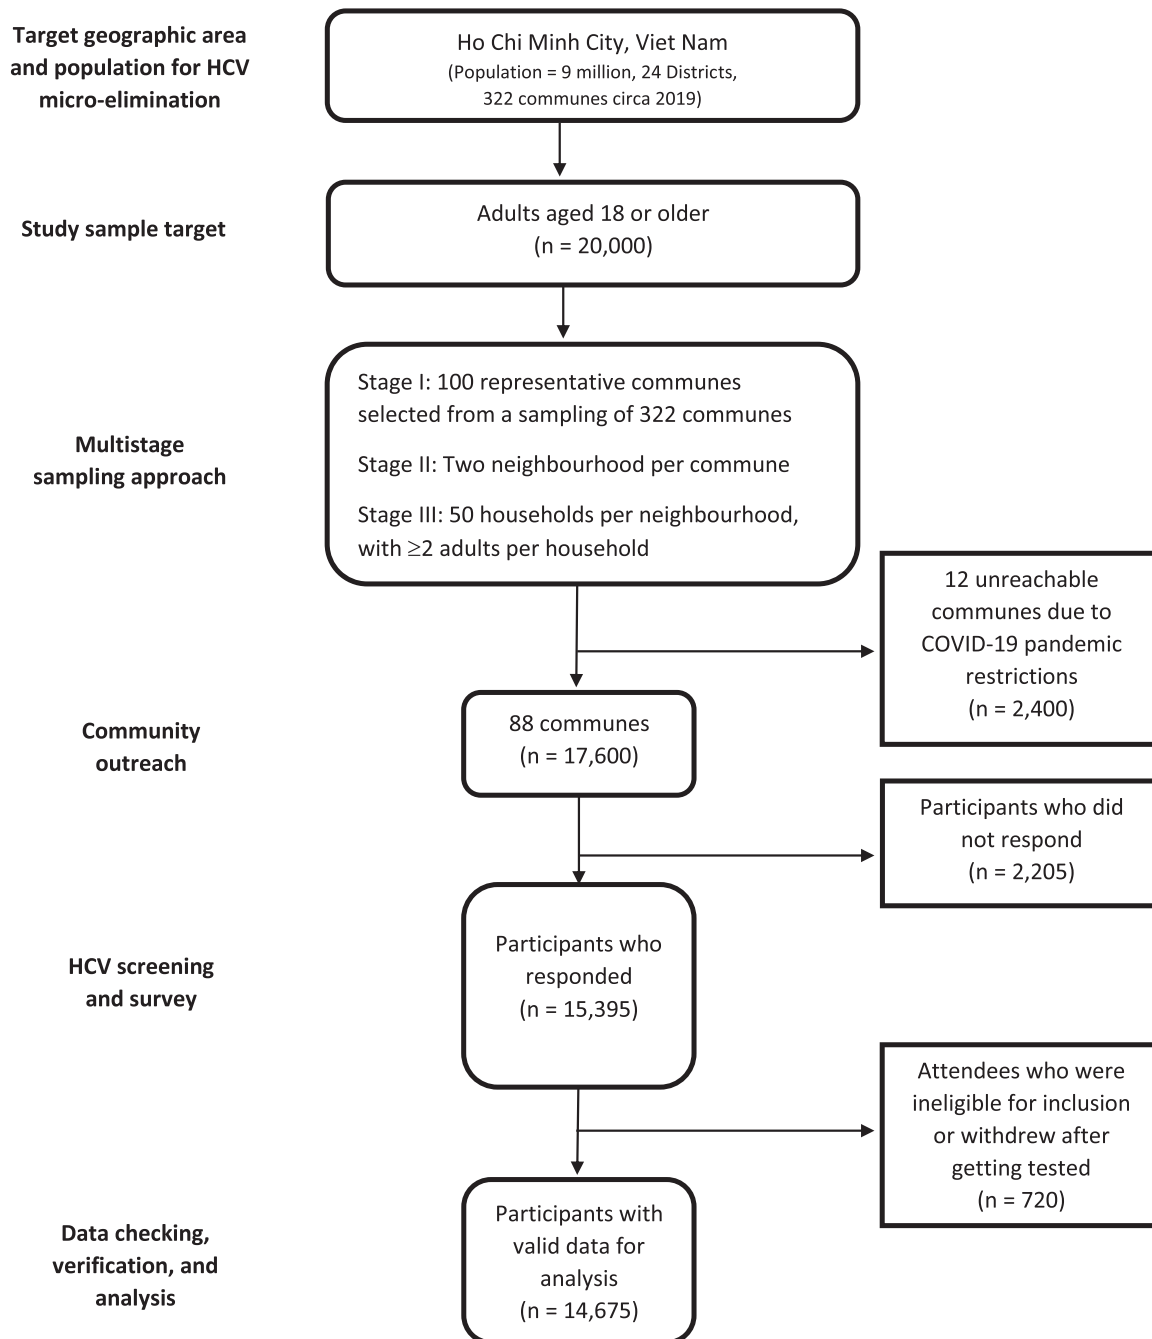 Target geographic area
and population for HCV
micro-elimination
Ho Chi Minh City, Viet Nam
(Population = 9 million, 24 Districts,
322 communes circa 2019)
Study sample target
Adults aged 18 or older
(n = 20,000)
Multistage
sampling approach
Stage I: 100 representative communes
selected from a sampling of 322 communes
Stage II: Two neighbourhood per commune
Stage III: 50 households per neighbourhood,
with ≥2 adults per household
12 unreachable
communes due to
COVID-19 pandemic
restrictions
(n = 2,400)
Community
outreach
88 communes
(n = 17,600)
Participants who did
not respond
(n = 2,205)
HCV screening
and survey
Participants who
responded
(n = 15,395)
Attendees who were
ineligible for inclusion
or withdrew after
getting tested
(n = 720)
Data checking,
verification, and
analysis
Participants with
valid data for
analysis
(n = 14,675)